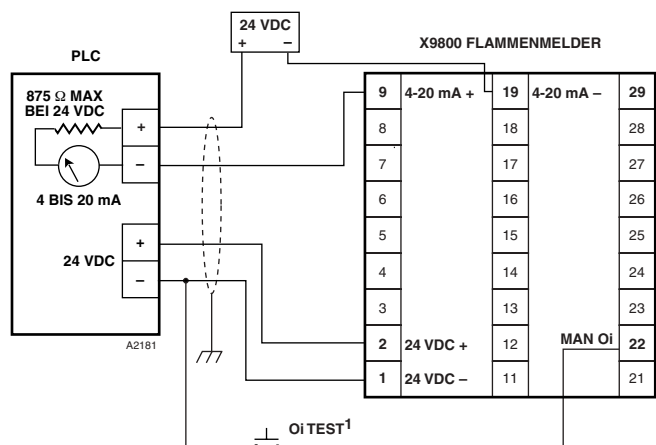 24 VDC
+ –
PLC
X9800 FLAMMENMELDER
875 Ω MAX
BEI 24 VDC
+
–
4 BIS 20 mA
24 VDC
+
–
A2181
9 4-20 mA + 19 4-20 mA – 29
8 18 28
7 17 27
6 16 26
5 15 25
4 14 24
3 13 23
2 24 VDC + 12 MAN Oi 22
1 24 VDC – 11 21
Oi TEST1